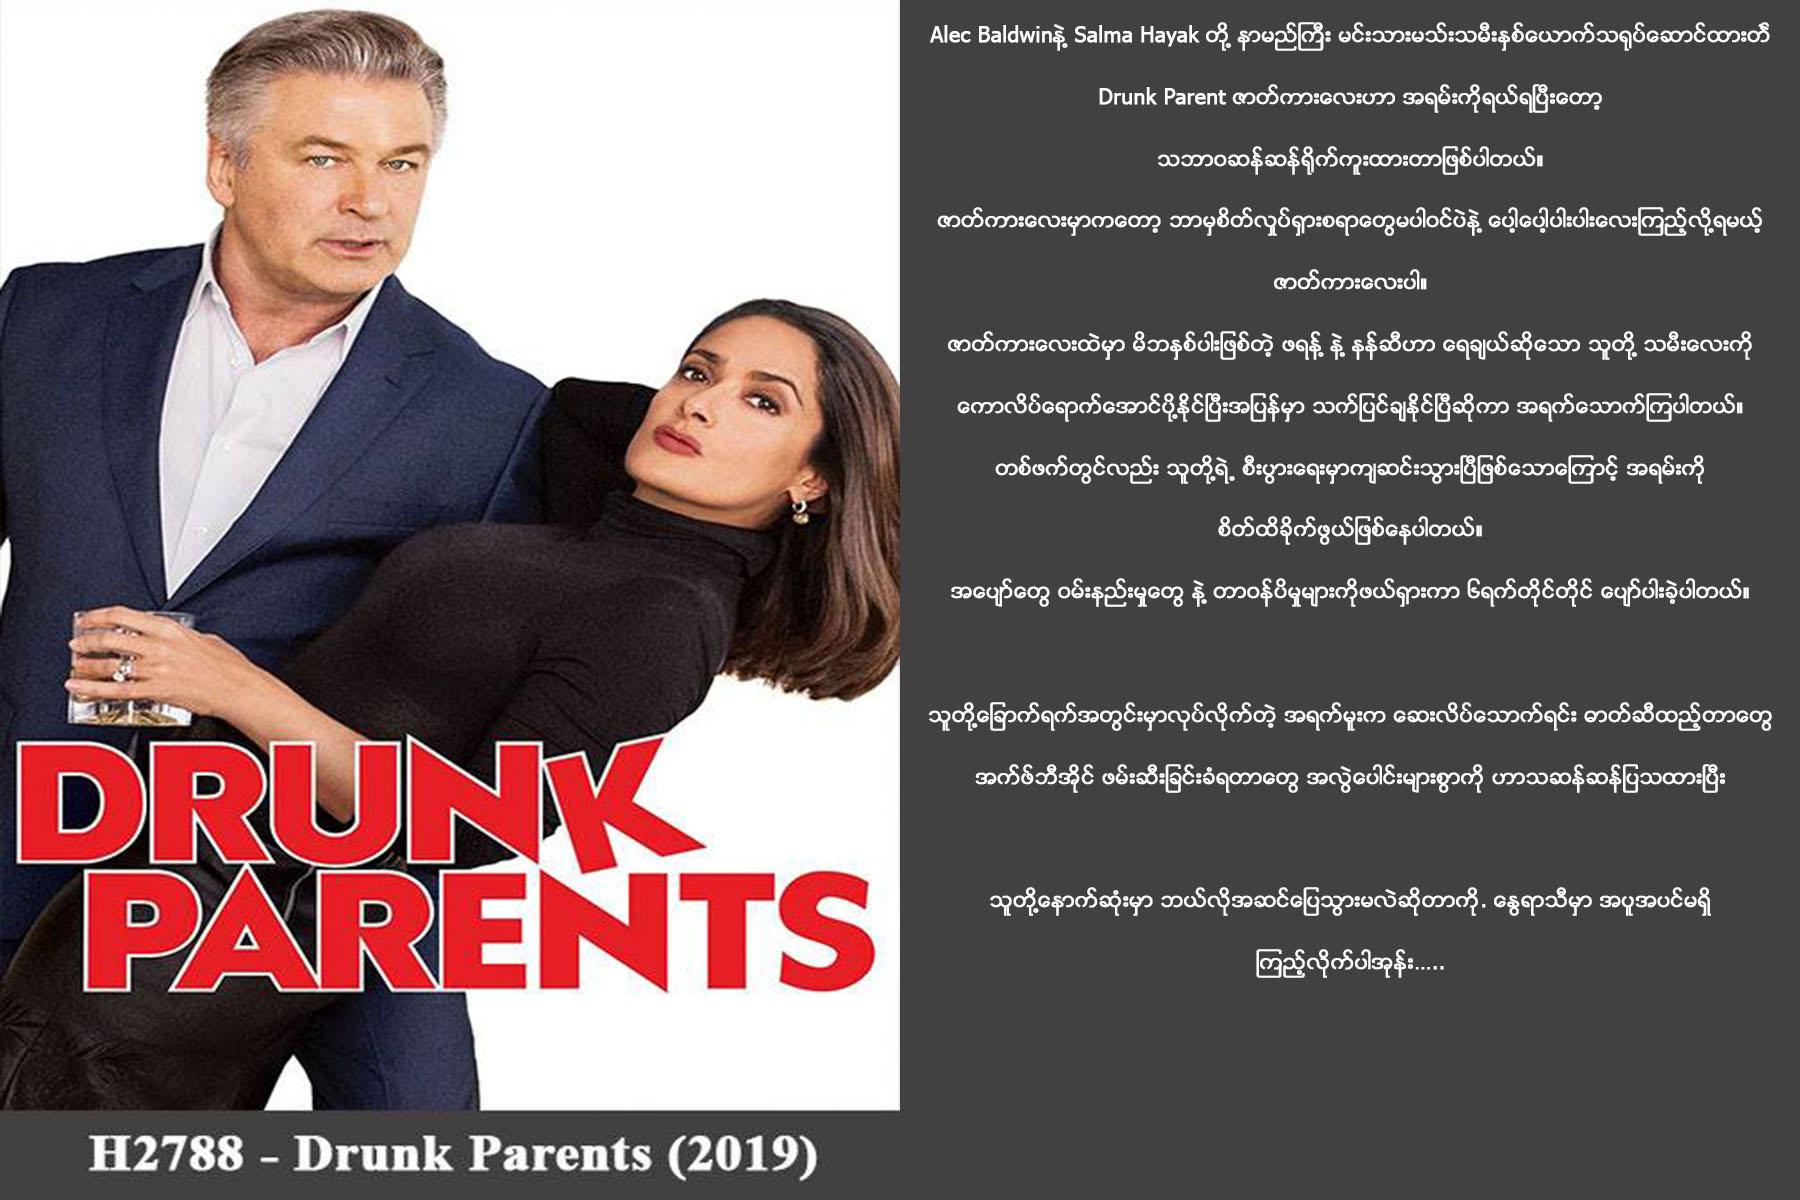 DRUNK
PARENTS
H2788 - Drunk Parents (2019)
Alec Baldwinနဲ့ Salma Hayak တို့ နာမည်ကြီး မင်းသားမသ်းသမီးနှစ်ယောက်သရုပ်ဆောင်ထားတဲ
Drunk Parent ဇာတ်ကားလေးဟာ အရမ်းကိုရယ်ရပြီးတော့
သဘာဝဆန်ဆန်ရိုက်ကူးထားတာဖြစ်ပါတယ်။
ဇာတ်ကားလေးမှာကတော့ ဘာမှစိတ်လှုပ်ရှားစရာတွေမပါဝင်ပဲနဲ့ ပေါ့ပေါ့ပါးပါးလေးကြည့်လို့ရမယ့်
ဇာတ်ကားလေးပါ။
ဇာတ်ကားလေးထဲမှာ မိဘနှစ်ပါးဖြစ်တဲ့ ဖရန့် နဲ့ နန်ဆီဟာ ရေချယ်ဆိုသော သူတို့ သမီးလေးကို
ကောလိပ်ရောက်အောင်ပို့နိုင်ပြီးအပြန်မှာ သက်ပြင်ချနိုင်ပြီဆိုကာ အရက်သောက်ကြပါတယ်။
တစ်ဖက်တွင်လည်း သူတို့ရဲ့ စီးပွားရေးမှာကျဆင်းသွားပြီဖြစ်သောကြောင့် အရမ်းကို
စိတ်ထိခိုက်ဖွယ်ဖြစ်နေပါတယ်။
အပျော်တွေ ဝမ်းနည်းမှုတွေ နဲ့ တာဝန်ပိမှုများကိုဖယ်ရှားကာ ၆ရက်တိုင်တိုင် ပျော်ပါးခဲ့ပါတယ်။
သူတို့ခြောက်ရက်အတွင်းမှာလုပ်လိုက်တဲ့ အရက်မူးက ဆေးလိပ်သောက်ရင်း ဓာတ်ဆီထည့်တာတွေ
အက်ဖ်ဘီအိုင် ဖမ်းဆီးခြင်းခံရတာတွေ အလွဲပေါင်းများစွာကို ဟာသဆန်ဆန်ပြသထားပြီး
သူတို့နောက်ဆုံးမှာ ဘယ်လိုအဆင်ပြေသွားမလဲဆိုတာကို. နွေရာသီမှာ အပူအပင်မရှိ
ကြည့်လိုက်ပါအုန်း.....